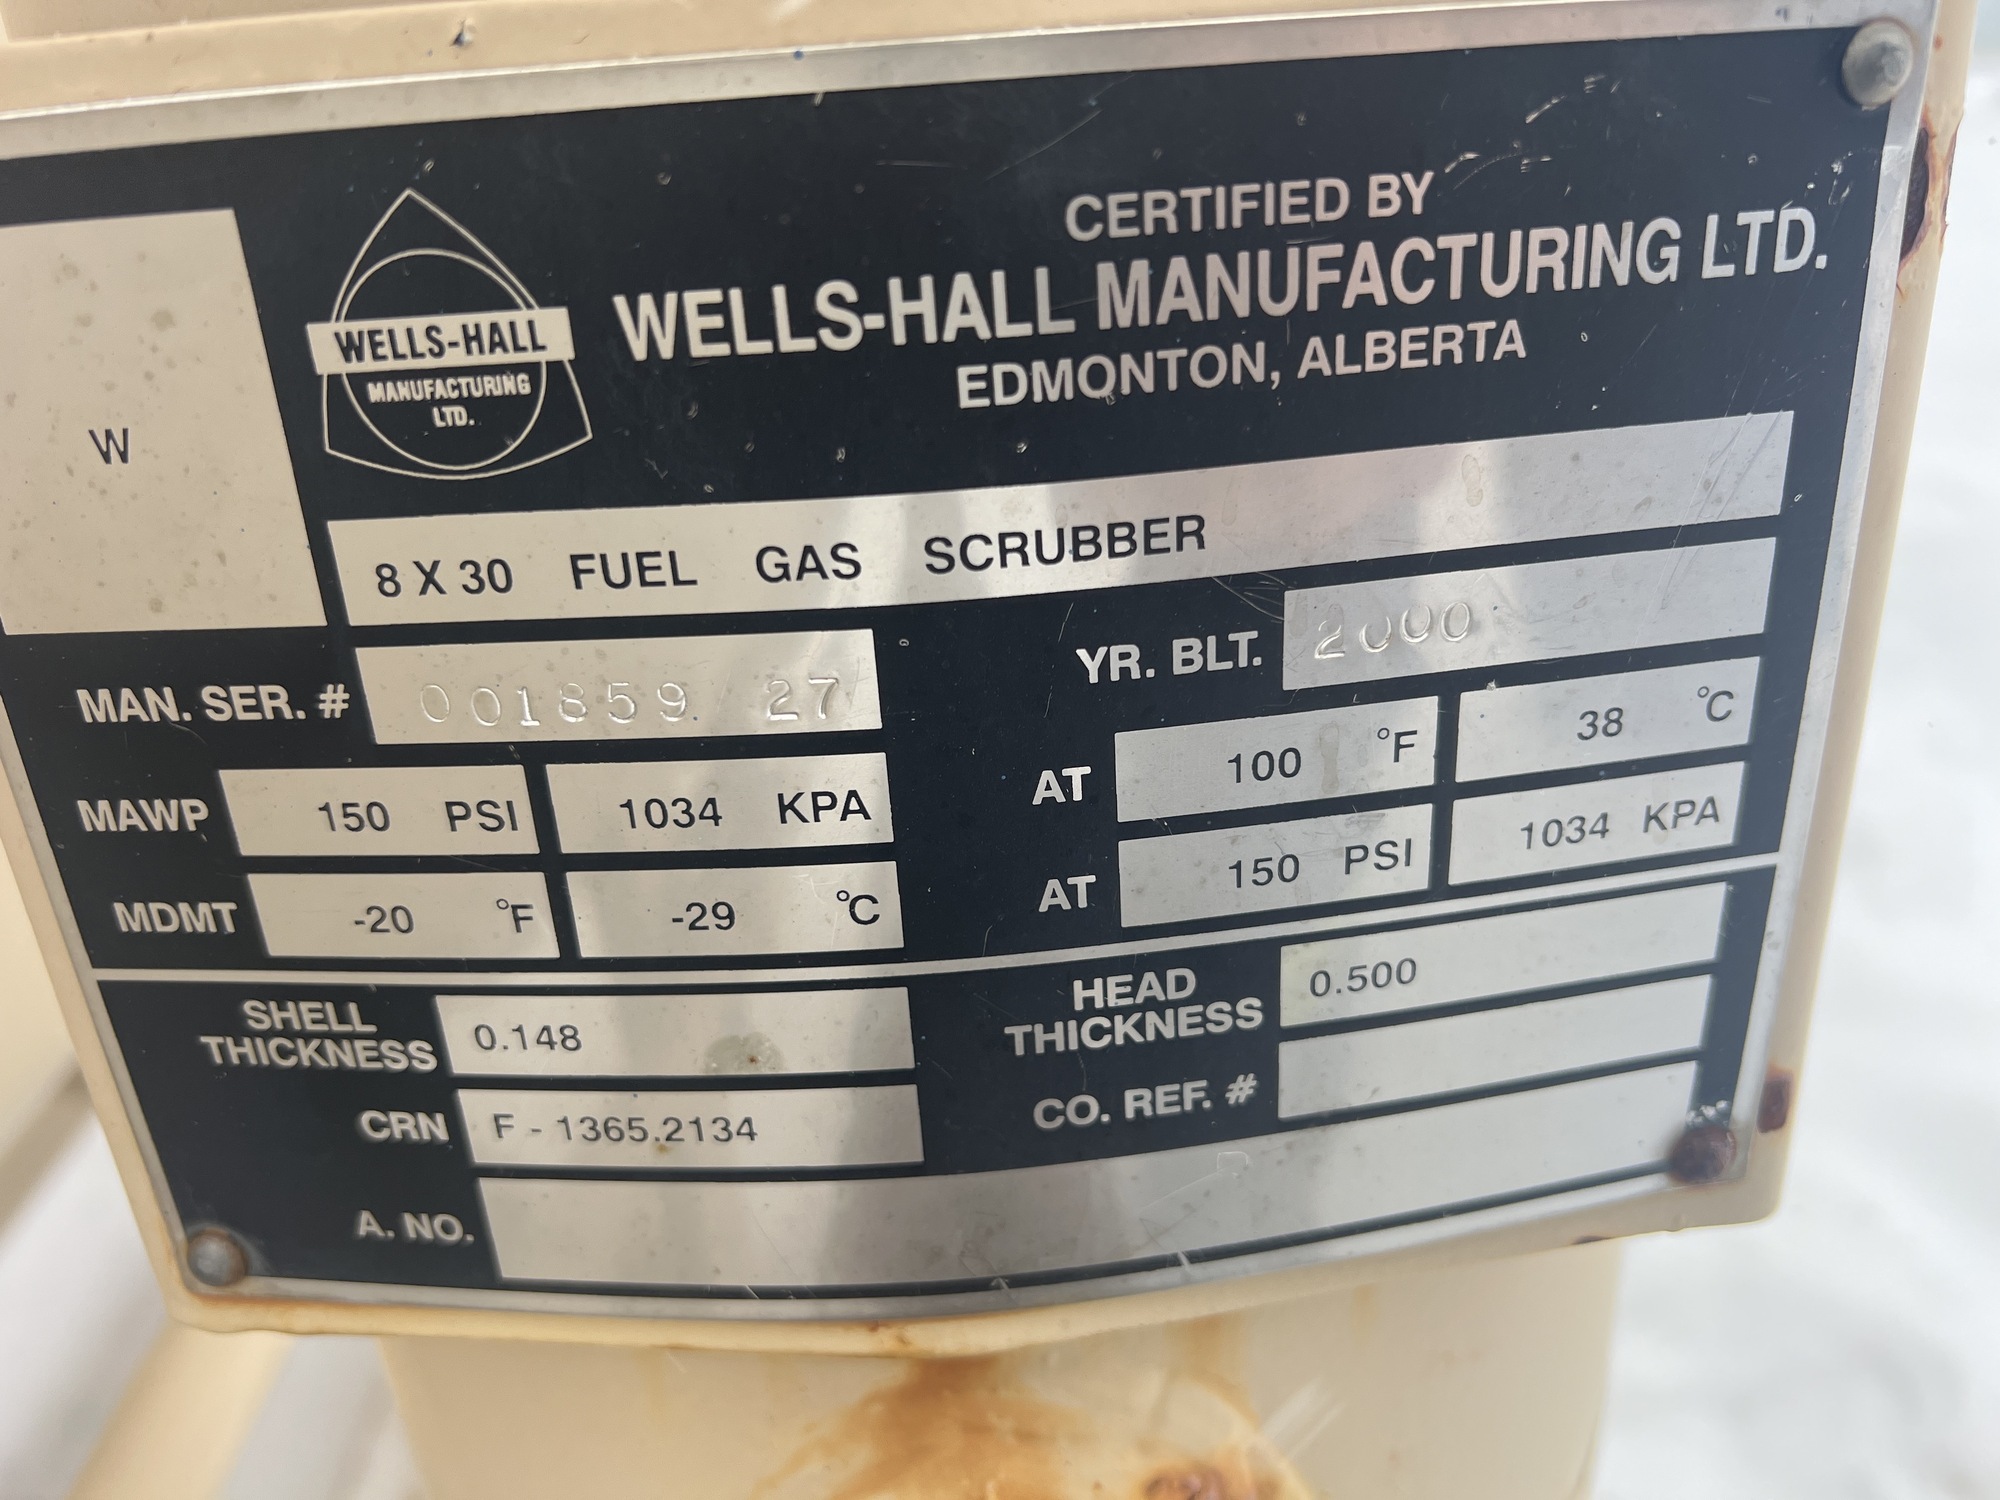 W
WELLS-HALL
MANUFACTURING
LTD.
CERTIFIED BY
WELLS-HALL MANUFACTURING LTD.
EDMONTON, ALBERTA
8 X 30 FUEL GAS SCRUBBER
MAN. SER. # 001859 27
YR. BLT. 2000
MAWP 150 PSI 1034 KPA
AT 100 °F 38 °C
MDMT -20 °F -29 °C
AT 150 PSI 1034 KPA
SHELL
THICKNESS 0.148
HEAD
THICKNESS 0.500
CRN F - 1365.2134
CO. REF. #
A. NO.